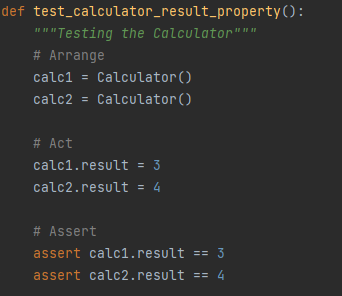 def test_calculator_result_property():
    """Testing the Calculator"""
    # Arrange
    calc1 = Calculator()
    calc2 = Calculator()

    # Act
    calc1.result = 3
    calc2.result = 4

    # Assert
    assert calc1.result == 3
    assert calc2.result == 4